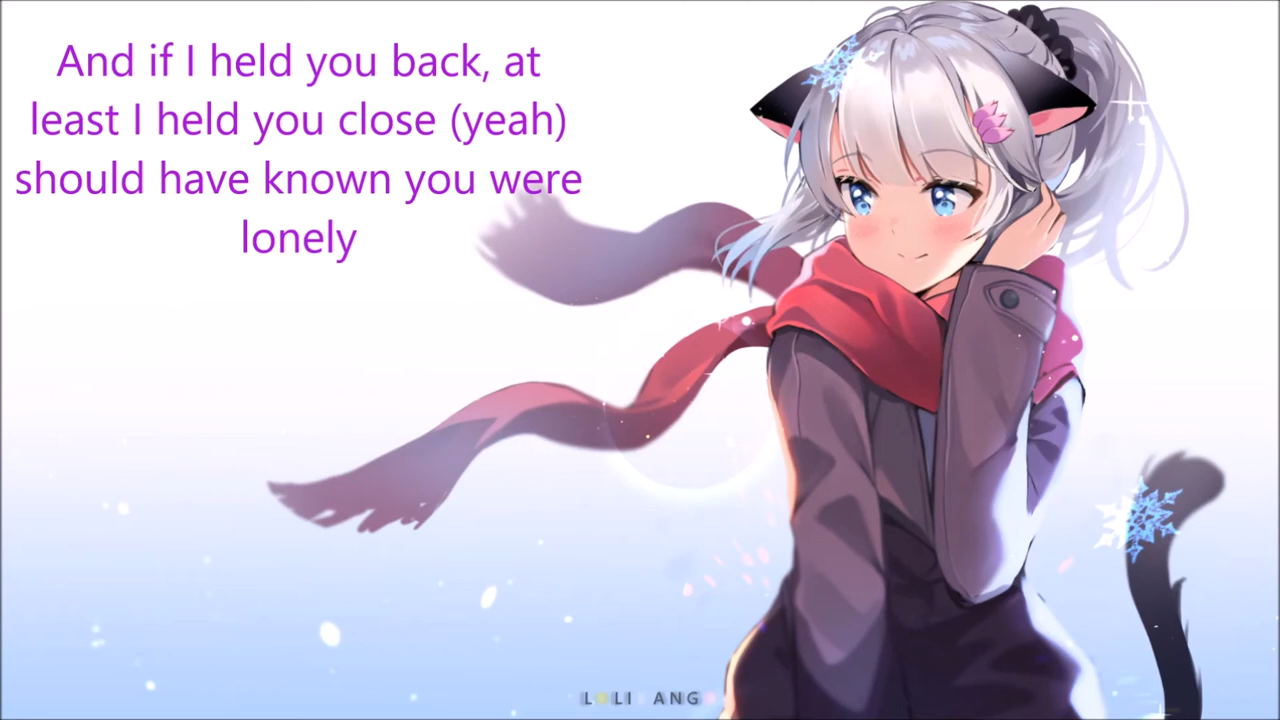 And if I held you back, at
least I held you close (yeah)
should have known you were
lonely